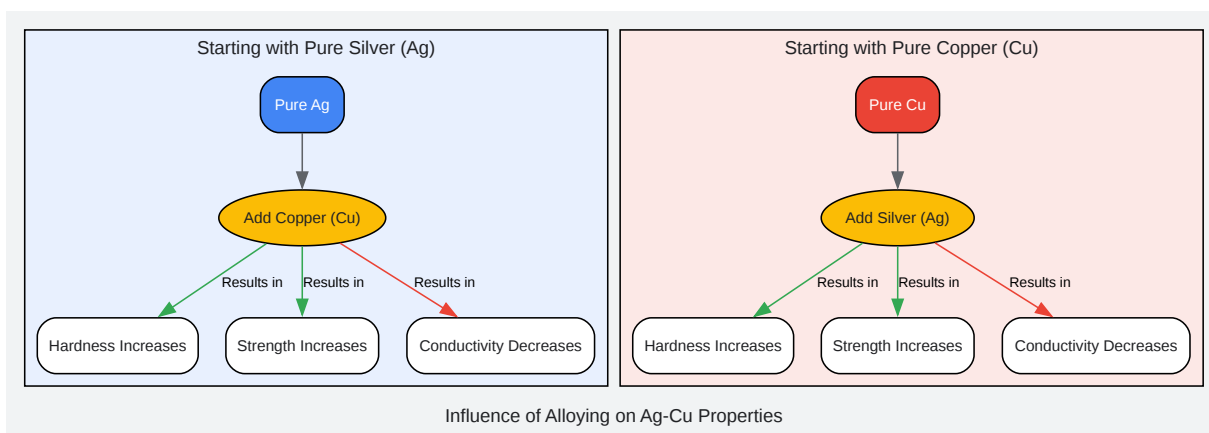 Starting with Pure Silver (Ag)
Pure Ag
Add Copper (Cu)
Results in
Results in
Results in
Hardness Increases
Strength Increases
Conductivity Decreases
Starting with Pure Copper (Cu)
Pure Cu
Add Silver (Ag)
Results in
Results in
Results in
Hardness Increases
Strength Increases
Conductivity Decreases
Influence of Alloying on Ag-Cu Properties